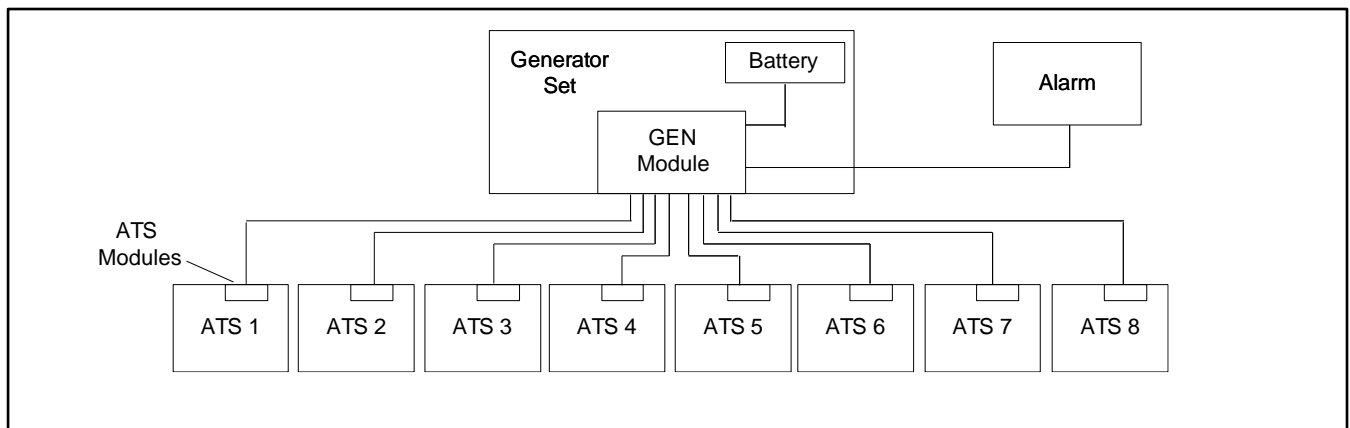 Generator
Set
Battery
Alarm
GEN
Module
ATS
Modules
ATS 1
ATS 2
ATS 3
ATS 4
ATS 5
ATS 6
ATS 7
ATS 8